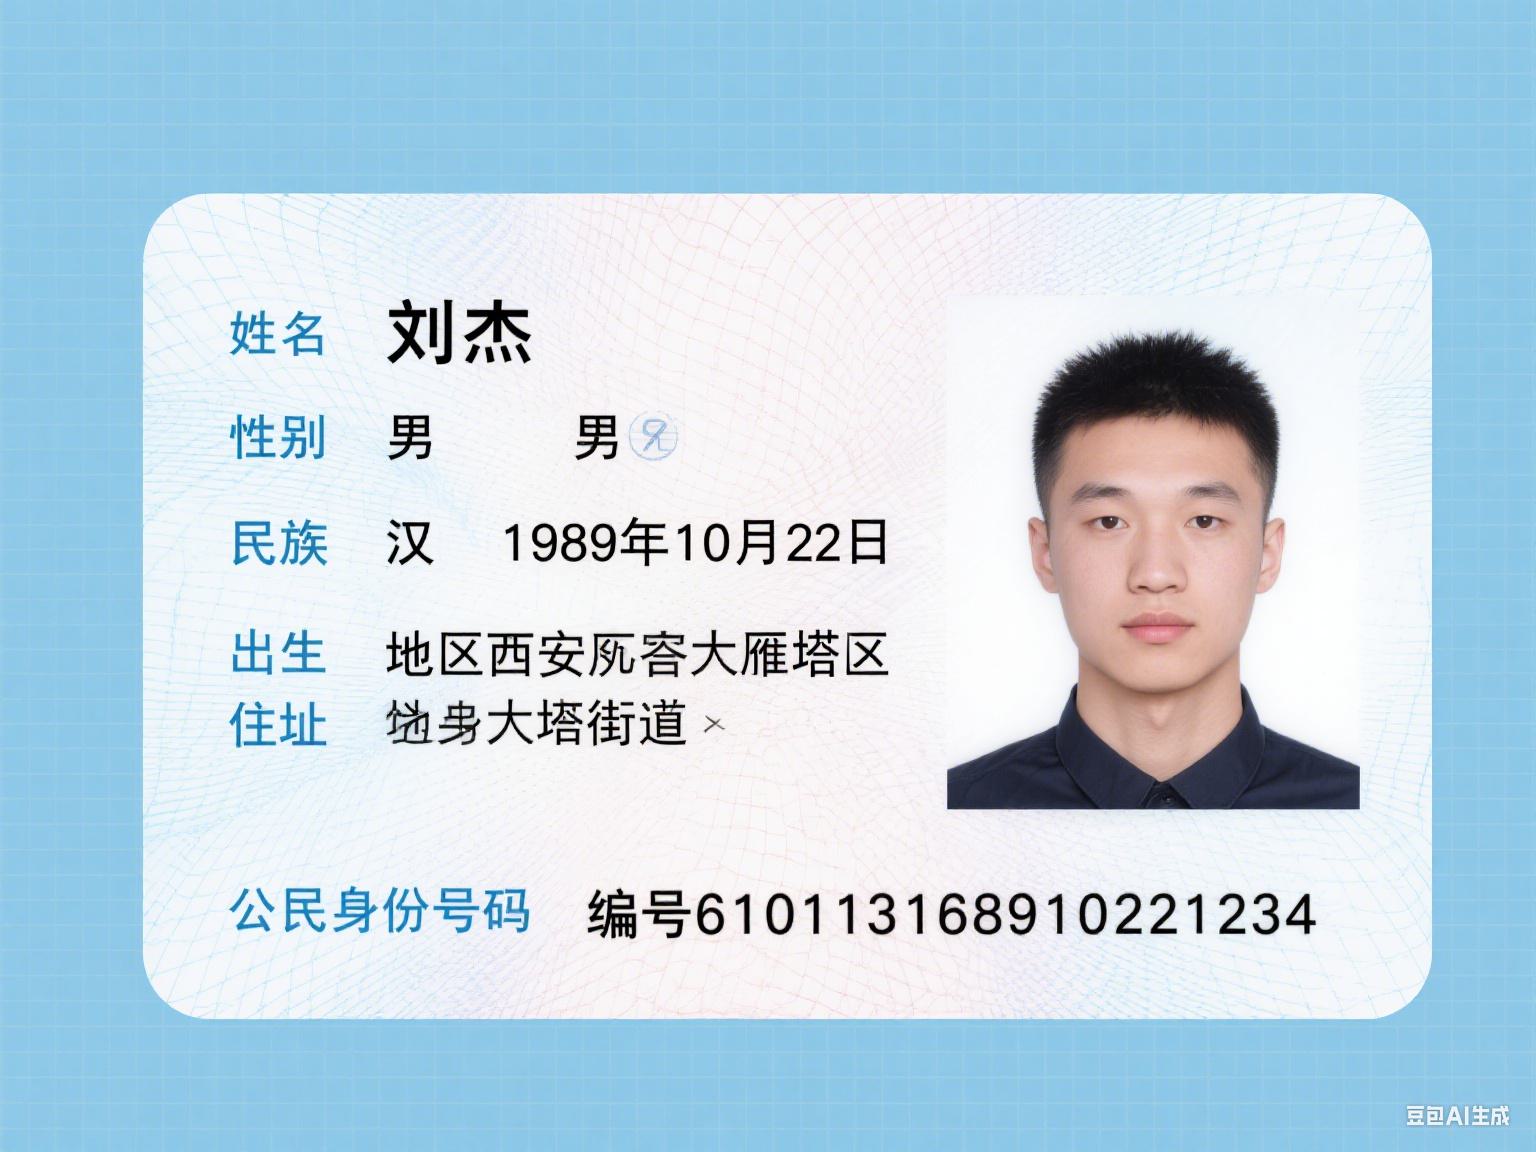 姓名 刘杰
性别 男 男
民族 汉 1989年10月22日
出生 地区西安 大雁塔区
住址 大塔街道 ×
公民身份号码 编号610113168910221234
豆包AI生成